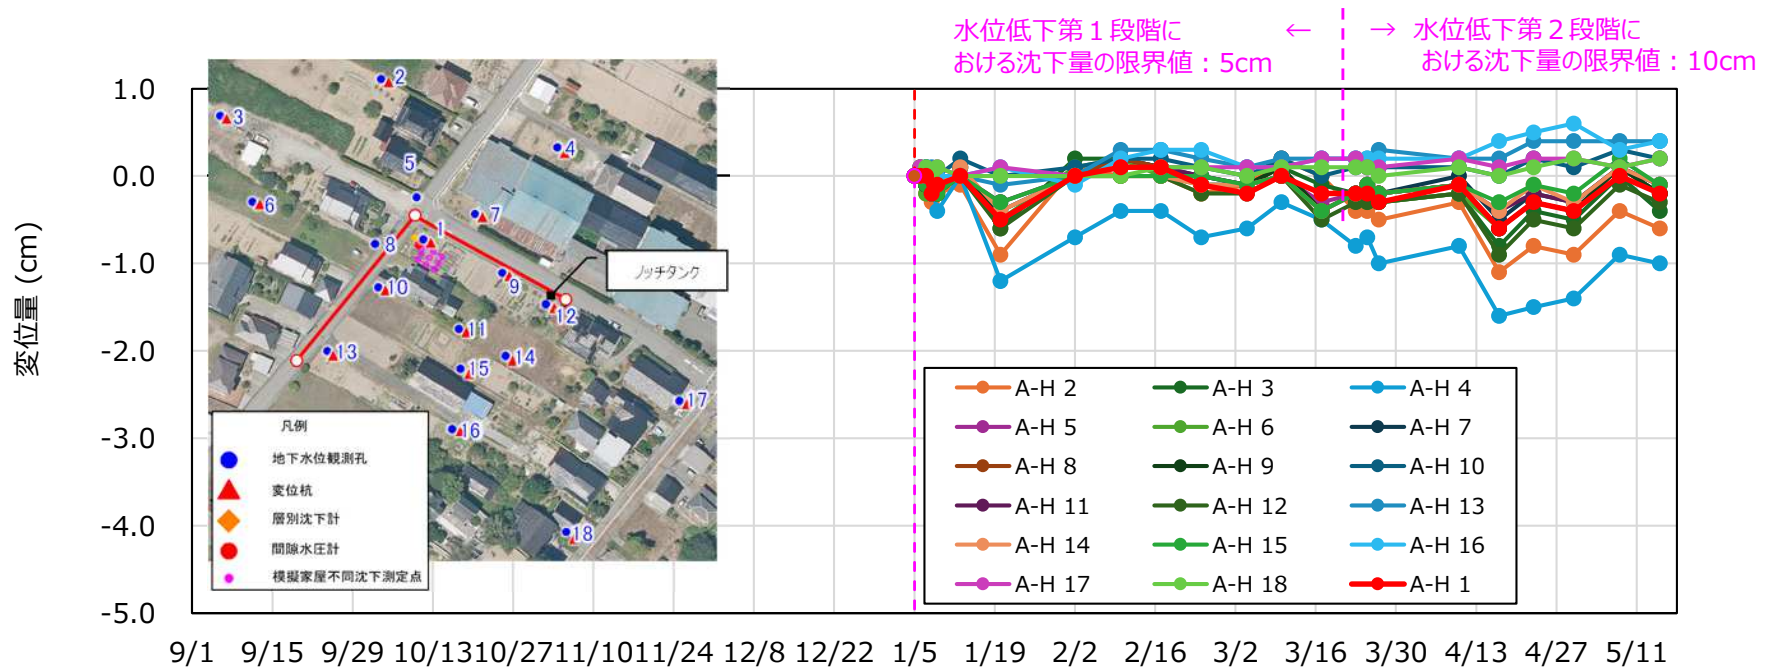 水位低下第１段階に ←
おける沈下量の限界値：5cm
→ 水位低下第２段階に
おける沈下量の限界値：10cm
変位量 (cm)
1.0
0.0
-1.0
-2.0
-3.0
-4.0
-5.0
9/1 9/15 9/29 10/13 10/27 11/10 11/24 12/8 12/22 1/5 1/19 2/2 2/16 3/2 3/16 3/30 4/13 4/27 5/11
2
3
4
5
6
7
1
8
9
10
ノッチタンク
12
11
13
14
15
17
16
18
凡例
地下水位観測孔
変位杭
層別沈下計
間隙水圧計
模擬家屋不同沈下測定点
A-H 2 A-H 3 A-H 4
A-H 5 A-H 6 A-H 7
A-H 8 A-H 9 A-H 10
A-H 11 A-H 12 A-H 13
A-H 14 A-H 15 A-H 16
A-H 17 A-H 18 A-H 1